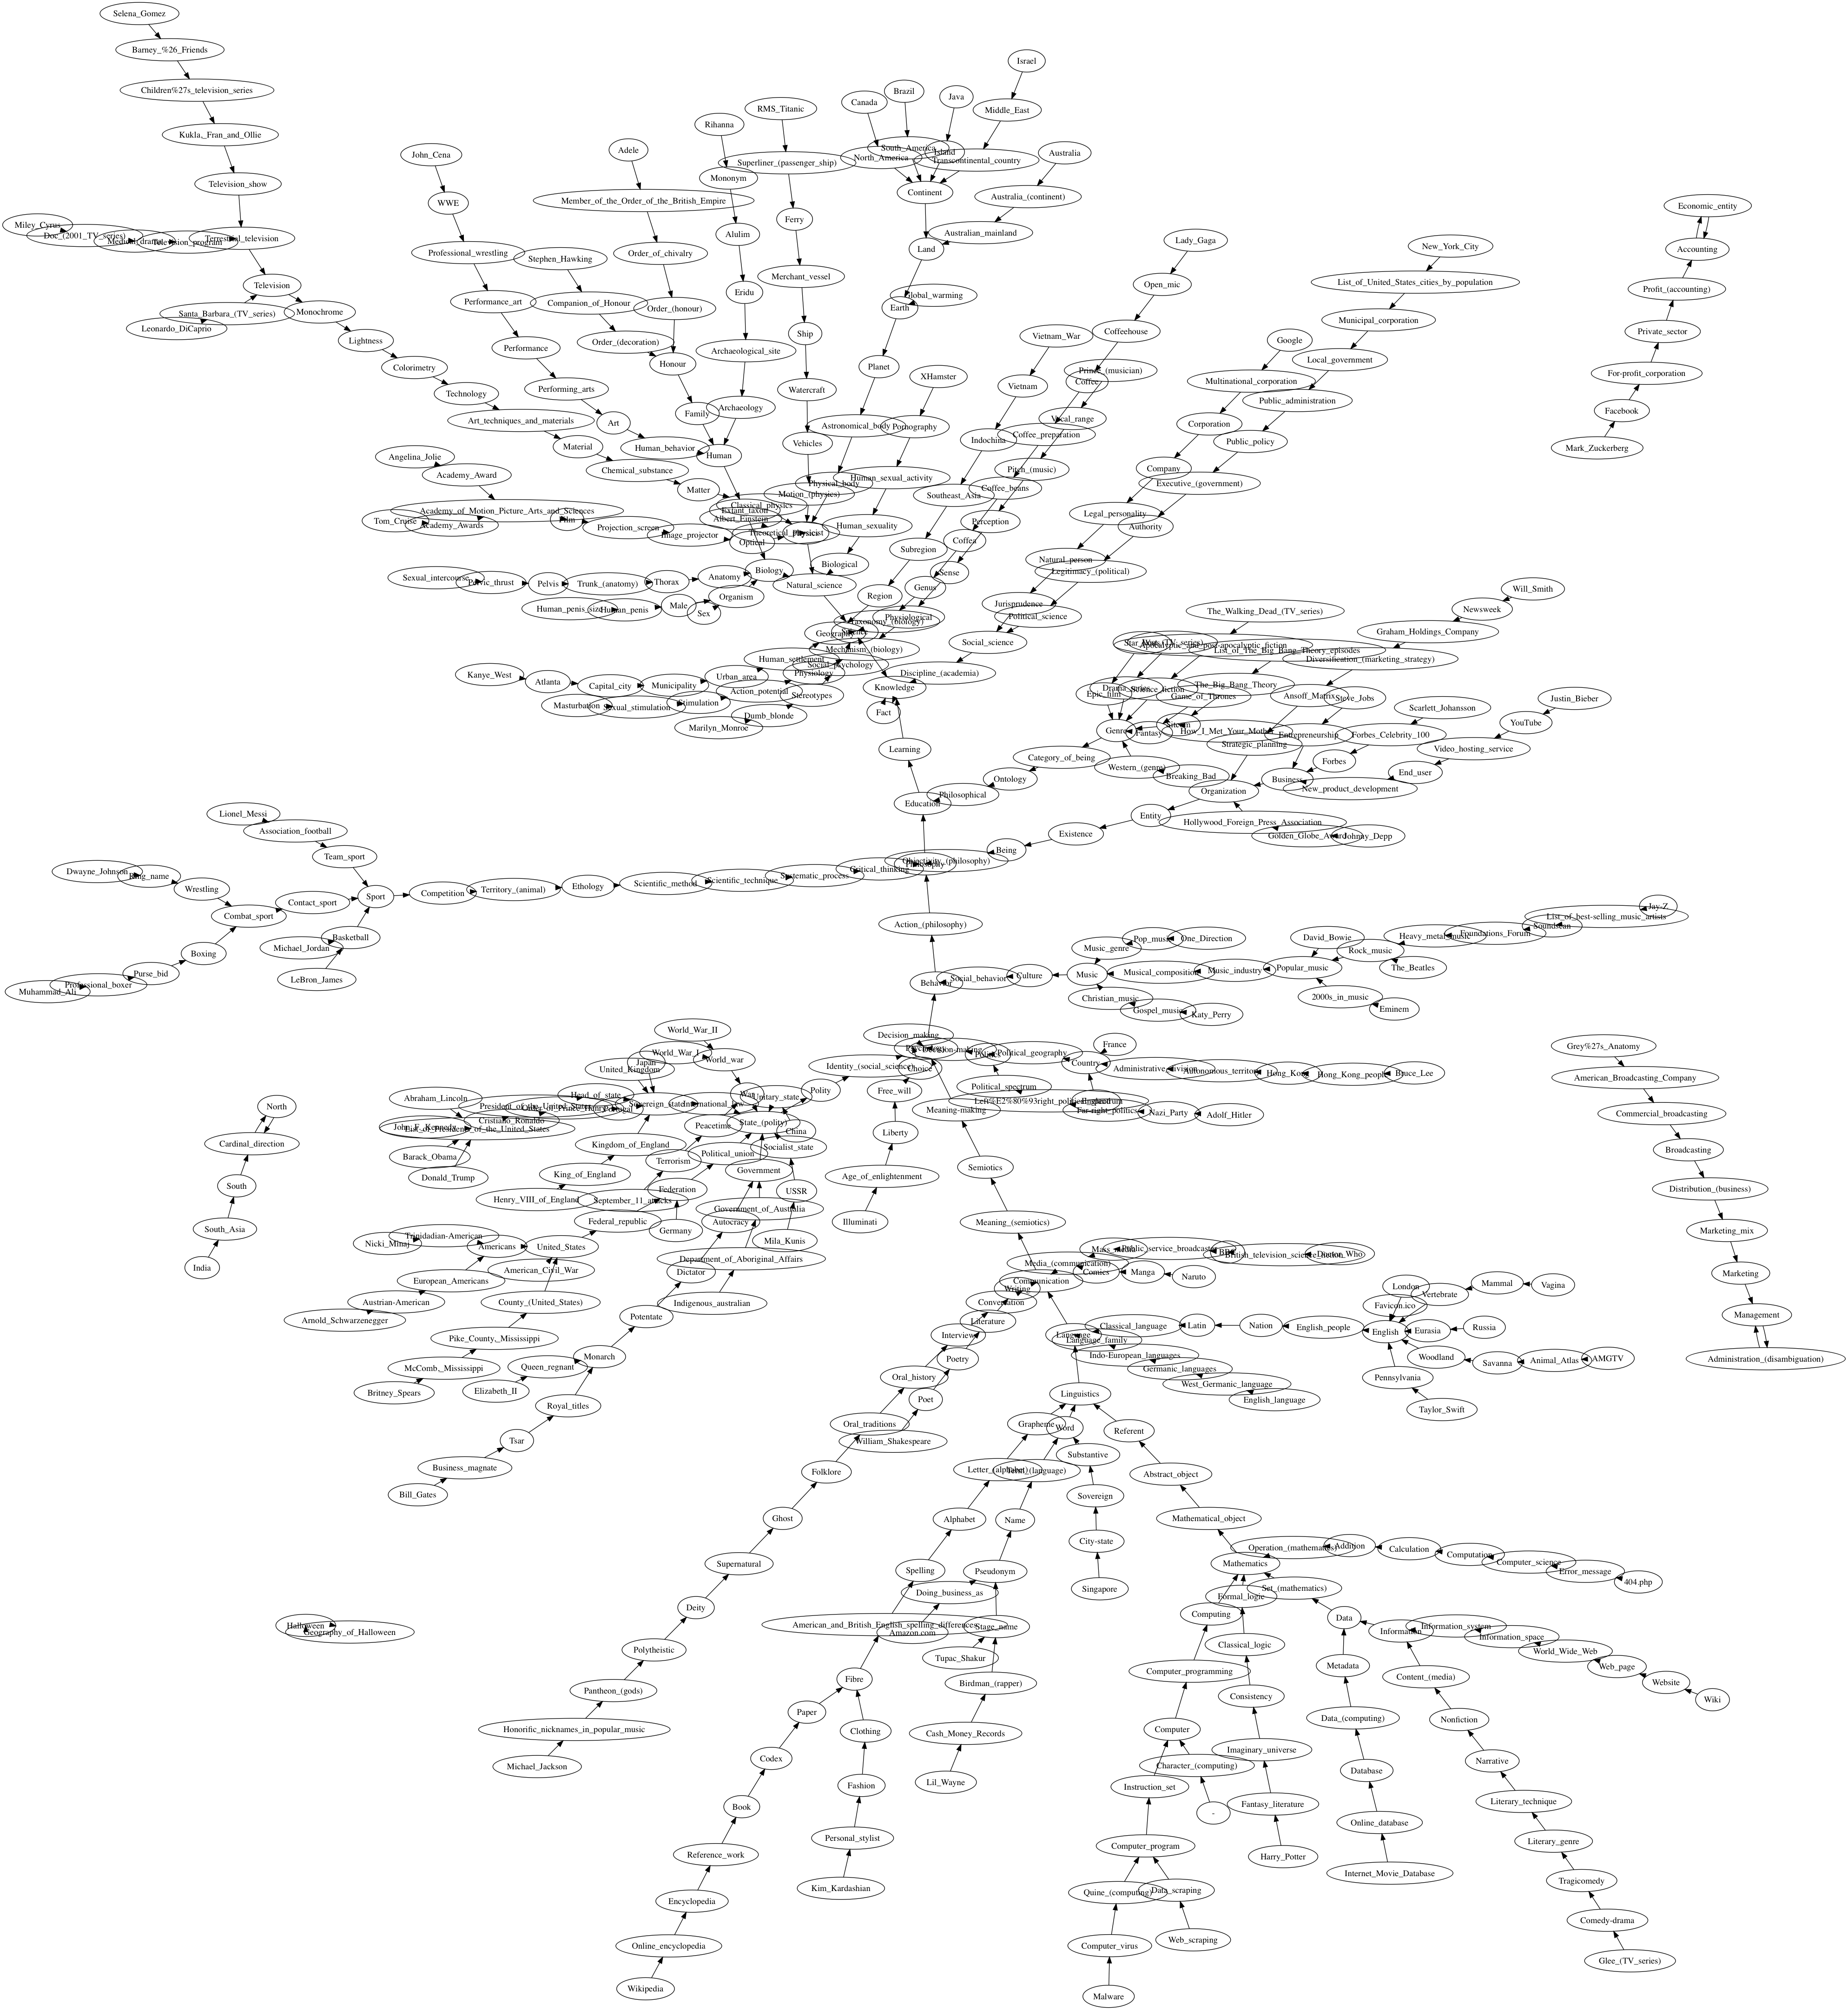 Selena_Gomez
Barney_%26_Friends
Children%27s_television_series
Kukla,_Fran_and_Ollie
Television_show
Miley_Cyrus
Doc_(2001_TV_series)
Medical_drama
Television_program
Terrestrial_television
Television
Santa_Barbara_(TV_series)
Leonardo_DiCaprio
Monochrome
Lightness
Colorimetry
Technology
Art_techniques_and_materials
Material
Chemical_substance
Matter
John_Cena
WWE
Professional_wrestling
Performance_art
Performance
Performing_arts
Art
Human_behavior
Stephen_Hawking
Companion_of_Honour
Order_(decoration)
Adele
Member_of_the_Order_of_the_British_Empire
Order_of_chivalry
Order_(honour)
Honour
Family
Human
Rihanna
Mononym
Alulim
Eridu
Archaeological_site
Archaeology
RMS_Titanic
Superliner_(passenger_ship)
Ferry
Merchant_vessel
Ship
Watercraft
Vehicles
Motion_(physics)
Classical_physics
Extant_taxon
Albert_Einstein
Theoretical_physicist
Optical
Canada
Brazil
Java
Israel
Middle_East
South_America
North_America
Island
Transcontinental_country
Continent
Australia
Australia_(continent)
Australian_mainland
Land
Global_warming
Earth
Planet
Astronomical_body
Physical_body
XHamster
Pornography
Human_sexual_activity
Human_sexuality
Biological
Angelina_Jolie
Academy_Award
Academy_of_Motion_Picture_Arts_and_Sciences
Tom_Cruise
Academy_Awards
Film
Projection_screen
Image_projector
Sexual_intercourse
Pelvic_thrust
Pelvis
Trunk_(anatomy)
Thorax
Anatomy
Biology
Human_penis_size
Human_penis
Male
Sex
Organism
Natural_science
Vietnam_War
Vietnam
Indochina
Southeast_Asia
Subregion
Region
Geography
Lady_Gaga
Open_mic
Coffeehouse
Coffee
Prince_(musician)
Vocal_range
Coffee_preparation
Pitch_(music)
Coffee_beans
Perception
Coffea
Sense
Genus
Physiological
Taxonomy_(biology)
Science
Mechanism_(biology)
Kanye_West
Atlanta
Capital_city
Municipality
Urban_area
Human_settlement
Social_psychology
Physiology
Masturbation
Sexual_stimulation
Stimulation
Action_potential
Stereotypes
Dumb_blonde
Marilyn_Monroe
Knowledge
Fact
Learning
Discipline_(academia)
Social_science
Google
Multinational_corporation
Corporation
Company
Legal_personality
Natural_person
Jurisprudence
New_York_City
List_of_United_States_cities_by_population
Municipal_corporation
Local_government
Public_administration
Public_policy
Executive_(government)
Authority
Legitimacy_(political)
Political_science
Economic_entity
Accounting
Profit_(accounting)
Private_sector
For-profit_corporation
Facebook
Mark_Zuckerberg
The_Walking_Dead_(TV_series)
Apocalyptic_and_post-apocalyptic_fiction
List_of_The_Big_Bang_Theory_episodes
Diversification_(marketing_strategy)
Drama_series
Epic_film
Science_fiction
The_Big_Bang_Theory
Game_of_Thrones
Ansoff_Matrix
Steve_Jobs
Genre
Fantasy
Sitcom
How_I_Met_Your_Mother
Entrepreneurship
Forbes_Celebrity_100
Strategic_planning
Will_Smith
Newsweek
Graham_Holdings_Company
Scarlett_Johansson
Forbes
Justin_Bieber
YouTube
Video_hosting_service
End_user
New_product_development
Business
Category_of_being
Western_(genre)
Breaking_Bad
Ontology
Philosophical
Education
Organization
Entity
Existence
Being
Hollywood_Foreign_Press_Association
Golden_Globe_Award
Johnny_Depp
Lionel_Messi
Association_football
Team_sport
Dwayne_Johnson
Ring_name
Wrestling
Combat_sport
Contact_sport
Sport
Competition
Territory_(animal)
Ethology
Scientific_method
Scientific_technique
Systematic_process
Critical_thinking
Philosophy
Objectivity_(philosophy)
Michael_Jordan
Basketball
LeBron_James
Boxing
Purse_bid
Professional_boxer
Muhammad_Ali
Action_(philosophy)
Behavior
Social_behavior
Culture
Music
Music_genre
Pop_music
One_Direction
Musical_composition
Music_industry
Popular_music
David_Bowie
Rock_music
Heavy_metal_music
Foundations_Forum
Soundscan
List_of_best-selling_music_artists
Jay-Z
The_Beatles
2000s_in_music
Eminem
Christian_music
Gospel_music
Katy_Perry
Decision_making
Psychology
Decision-making
Choice
Politics
Political_geography
Country
France
Administrative_division
Autonomous_territory
Hong_Kong
Hong_Kong_people
Bruce_Lee
Political_spectrum
Left%E2%80%93right_political_spectrum
England
Far-right_politics
Nazi_Party
Adolf_Hitler
Identity_(social_science)
Free_will
Liberty
Age_of_enlightenment
Illuminati
Polity
World_War_II
World_War_I
World_war
Japan
United_Kingdom
War
Head_of_state
Sovereign_state
International_law
Unitary_state
Abraham_Lincoln
President_of_the_United_States
Portugal
Cristiano_Ronaldo
John_F._Kennedy
List_of_Presidents_of_the_United_States
Barack_Obama
Donald_Trump
Peacetime
State_(polity)
China
Kingdom_of_England
King_of_England
Henry_VIII_of_England
Terrorism
September_11_attacks
Political_union
Socialist_state
USSR
Mila_Kunis
Government
Government_of_Australia
Department_of_Aboriginal_Affairs
Indigenous_australian
Federation
Federal_republic
Germany
Autocracy
Dictator
Potentate
Monarch
Queen_regnant
Elizabeth_II
Royal_titles
Tsar
Business_magnate
Bill_Gates
Nicki_Minaj
Trinidadian-American
Americans
United_States
American_Civil_War
European_Americans
Austrian-American
Arnold_Schwarzenegger
County_(United_States)
Pike_County,_Mississippi
McComb,_Mississippi
Britney_Spears
North
Cardinal_direction
South
South_Asia
India
Grey%27s_Anatomy
American_Broadcasting_Company
Commercial_broadcasting
Broadcasting
Distribution_(business)
Marketing_mix
Marketing
Management
Administration_(disambiguation)
Meaning-making
Semiotics
Meaning_(semiotics)
Media_(communication)
Communication
Mass_media
Public_service_broadcaster
BBC
British_television_science_fiction
Doctor_Who
Comics
Manga
Naruto
Writing
Conversation
Literature
Interview
Poetry
Poet
William_Shakespeare
Oral_history
Oral_traditions
Folklore
Ghost
Supernatural
Deity
Polytheistic
Pantheon_(gods)
Honorific_nicknames_in_popular_music
Michael_Jackson
Language
Classical_language
Latin
Nation
English_people
English
London
Favicon.ico
Vertebrate
Mammal
Vagina
Eurasia
Russia
Woodland
Savanna
Animal_Atlas
AMGTV
Pennsylvania
Taylor_Swift
Language_family
Indo-European_languages
Germanic_languages
West_Germanic_language
English_language
Linguistics
Grapheme
Word
Referent
Letter_(alphabet)
Term_(language)
Substantive
Sovereign
City-state
Singapore
Abstract_object
Mathematical_object
Mathematics
Operation_(mathematics)
Addition
Calculation
Computation
Computer_science
Error_message
404.php
Alphabet
Spelling
American_and_British_English_spelling_differences
Name
Pseudonym
Doing_business_as
Amazon.com
Stage_name
Tupac_Shakur
Birdman_(rapper)
Cash_Money_Records
Lil_Wayne
Fibre
Paper
Codex
Book
Reference_work
Encyclopedia
Online_encyclopedia
Wikipedia
Clothing
Fashion
Personal_stylist
Kim_Kardashian
Formal_logic
Set_(mathematics)
Computing
Computer_programming
Computer
Instruction_set
Character_(computing)
-
Computer_program
Quine_(computing)
Data_scraping
Computer_virus
Web_scraping
Malware
Classical_logic
Consistency
Imaginary_universe
Fantasy_literature
Harry_Potter
Data
Metadata
Data_(computing)
Database
Online_database
Internet_Movie_Database
Information
Information_system
Information_space
World_Wide_Web
Web_page
Website
Wiki
Content_(media)
Nonfiction
Narrative
Literary_technique
Literary_genre
Tragicomedy
Comedy-drama
Glee_(TV_series)
Halloween
Geography_of_Halloween